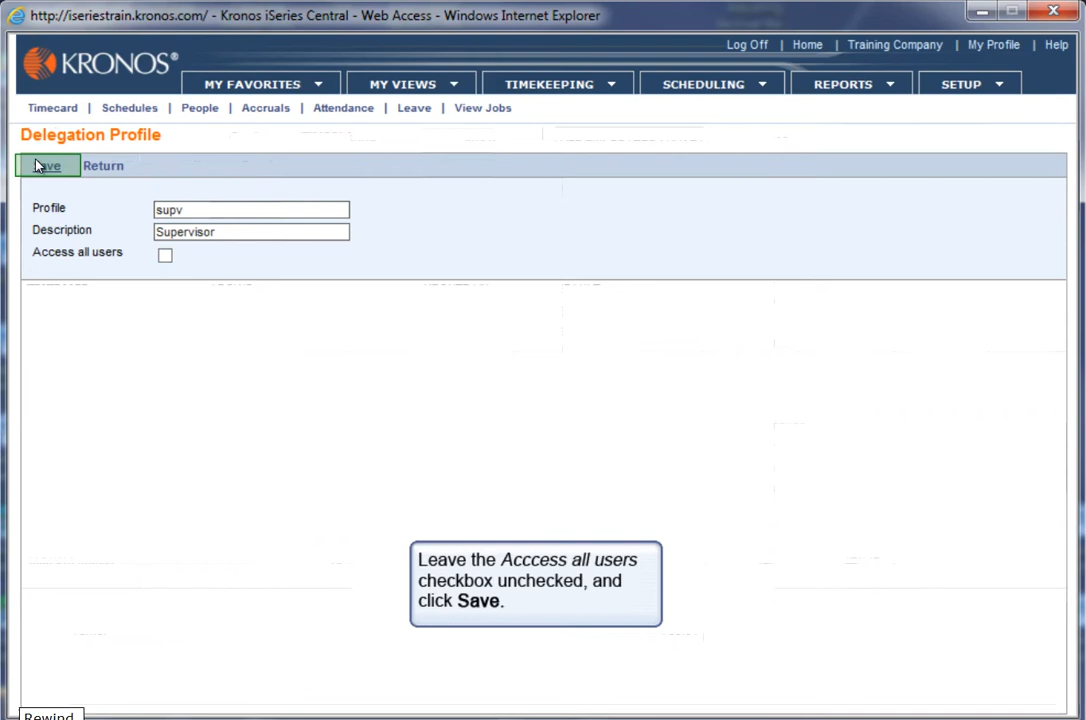 http://iseriestrain.kronos.com/ - Kronos iSeries Central - Web Access - Windows Internet Explorer
KRONOS®
Log Off | Home | Training Company | My Profile | Help
MY FAVORITES MY VIEWS TIMEKEEPING SCHEDULING REPORTS SETUP
Timecard | Schedules | People | Accruals | Attendance | Leave | View Jobs
Delegation Profile
Save Return
Profile supv
Description Supervisor
Access all users
Leave the Acccess all users
checkbox unchecked, and
click Save.
Rewind